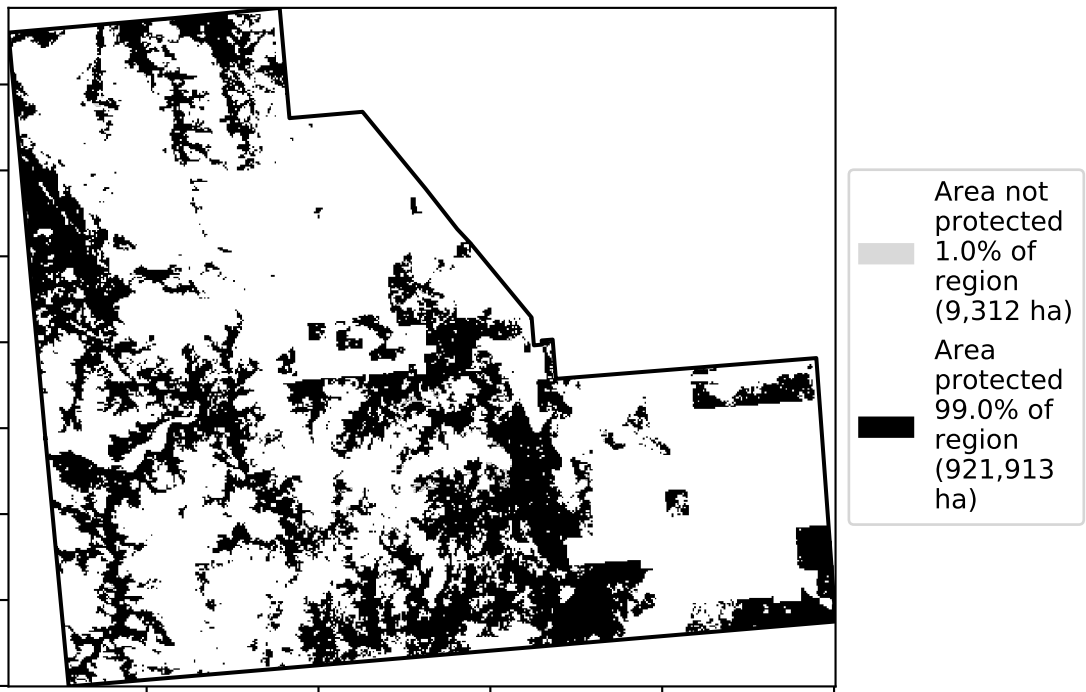 Area not
protected
1.0% of
region
(9,312 ha)
Area
protected
99.0% of
region
(921,913
ha)